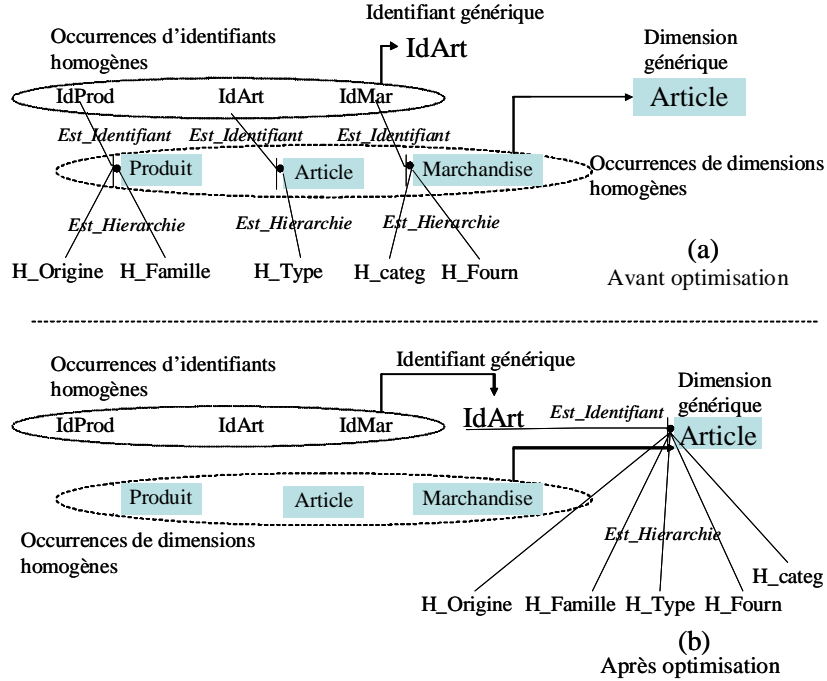 Identifiant générique
Occurrences d'identifiants
homogènes
IdArt
Dimension
générique
IdProd IdArt IdMar
Article
Est_Identifiant Est_Identifiant Est_Identifiant
Produit Article Marchandise
Occurrences de dimensions
homogènes
Est_Hierarchie Est_Hierarchie Est_Hierarchie
H_Origine H_Famille H_Type H_categ H_Fourn
(a)
Avant optimisation
Occurrences d'identifiants
homogènes
Identifiant générique
Dimension
générique
IdArt
Est_Identifiant
IdProd IdArt IdMar
Article
Produit Article Marchandise
Occurrences de dimensions
homogènes
Est_Hierarchie
H_categ
H_Origine H_Famille H_Type H_Fourn
(b)
Après optimisation